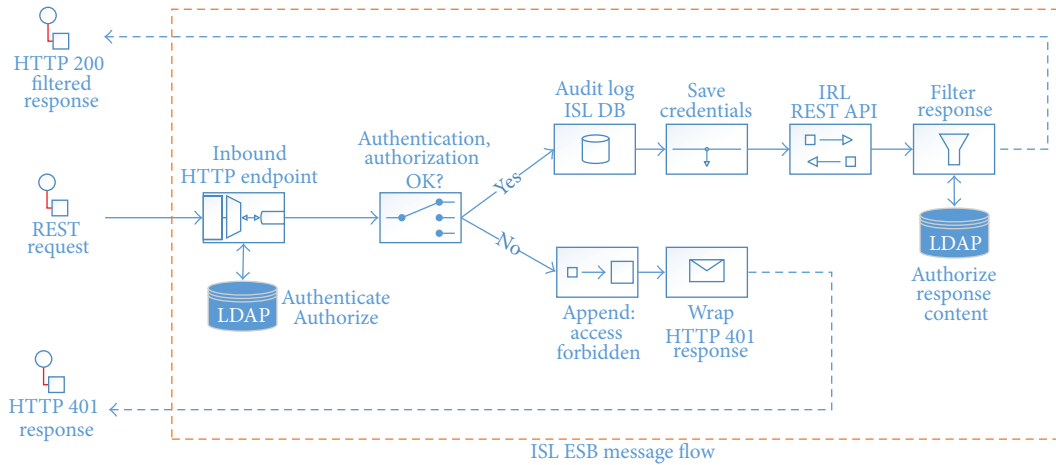 HTTP 200
filtered
response
REST
request
HTTP 401
response
Inbound
HTTP endpoint
LDAP
Authenticate
Authorize
Authentication,
authorization
OK?
Yes
No
Audit log
ISL DB
Save
credentials
IRL
REST API
Filter
response
LDAP
Authorize
response
content
Append:
access
forbidden
Wrap
HTTP 401
response
ISL ESB message flow